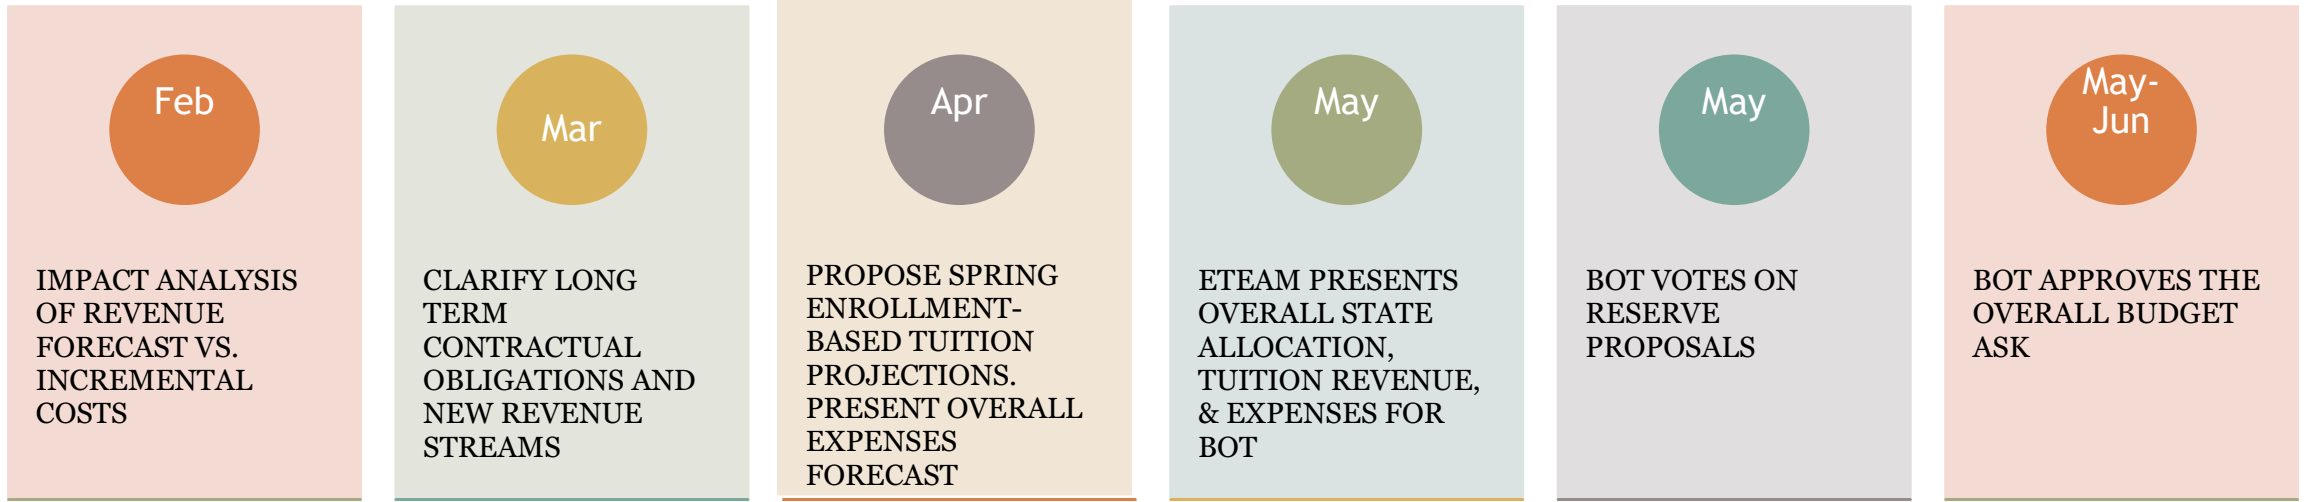 Feb
IMPACT ANALYSIS
OF REVENUE
FORECAST VS.
INCREMENTAL
COSTS
Mar
CLARIFY LONG
TERM
CONTRACTUAL
OBLIGATIONS AND
NEW REVENUE
STREAMS
Apr
PROPOSE SPRING
ENROLLMENT-
BASED TUITION
PROJECTIONS.
PRESENT OVERALL
EXPENSES
FORECAST
May
ETEAM PRESENTS
OVERALL STATE
ALLOCATION,
TUITION REVENUE,
& EXPENSES FOR
BOT
May
BOT VOTES ON
RESERVE
PROPOSALS
May-
Jun
BOT APPROVES THE
OVERALL BUDGET
ASK